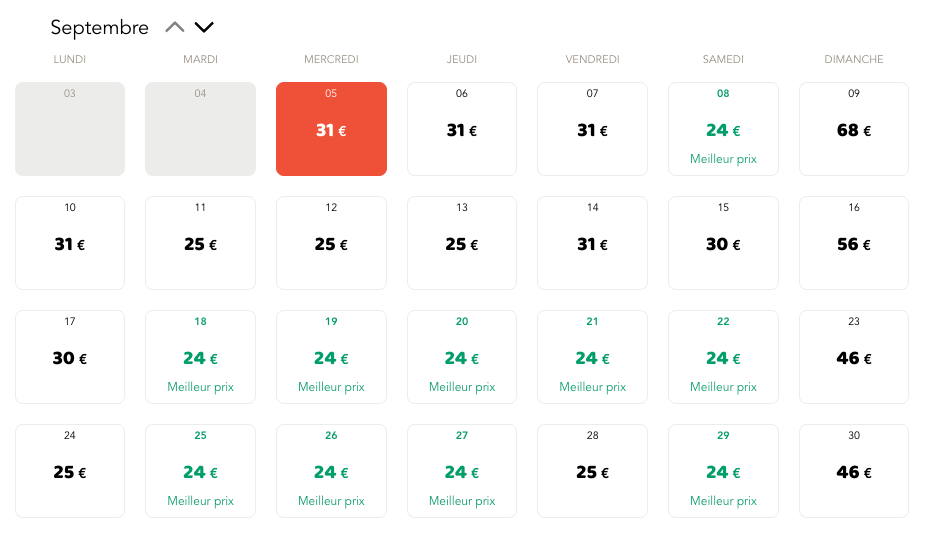 Septembre
LUNDI MARDI MERCREDI JEUDI VENDREDI SAMEDI DIMANCHE
03 04 05 06 07 08 09
31 € 31 € 31 € 24 € 68 €
Meilleur prix
10 11 12 13 14 15 16
31 € 25 € 25 € 25 € 31 € 30 € 56 €
17 18 19 20 21 22 23
30 € 24 € 24 € 24 € 24 € 24 € 46 €
Meilleur prix Meilleur prix Meilleur prix Meilleur prix Meilleur prix
24 25 26 27 28 29 30
25 € 24 € 24 € 24 € 25 € 24 € 46 €
Meilleur prix Meilleur prix Meilleur prix Meilleur prix